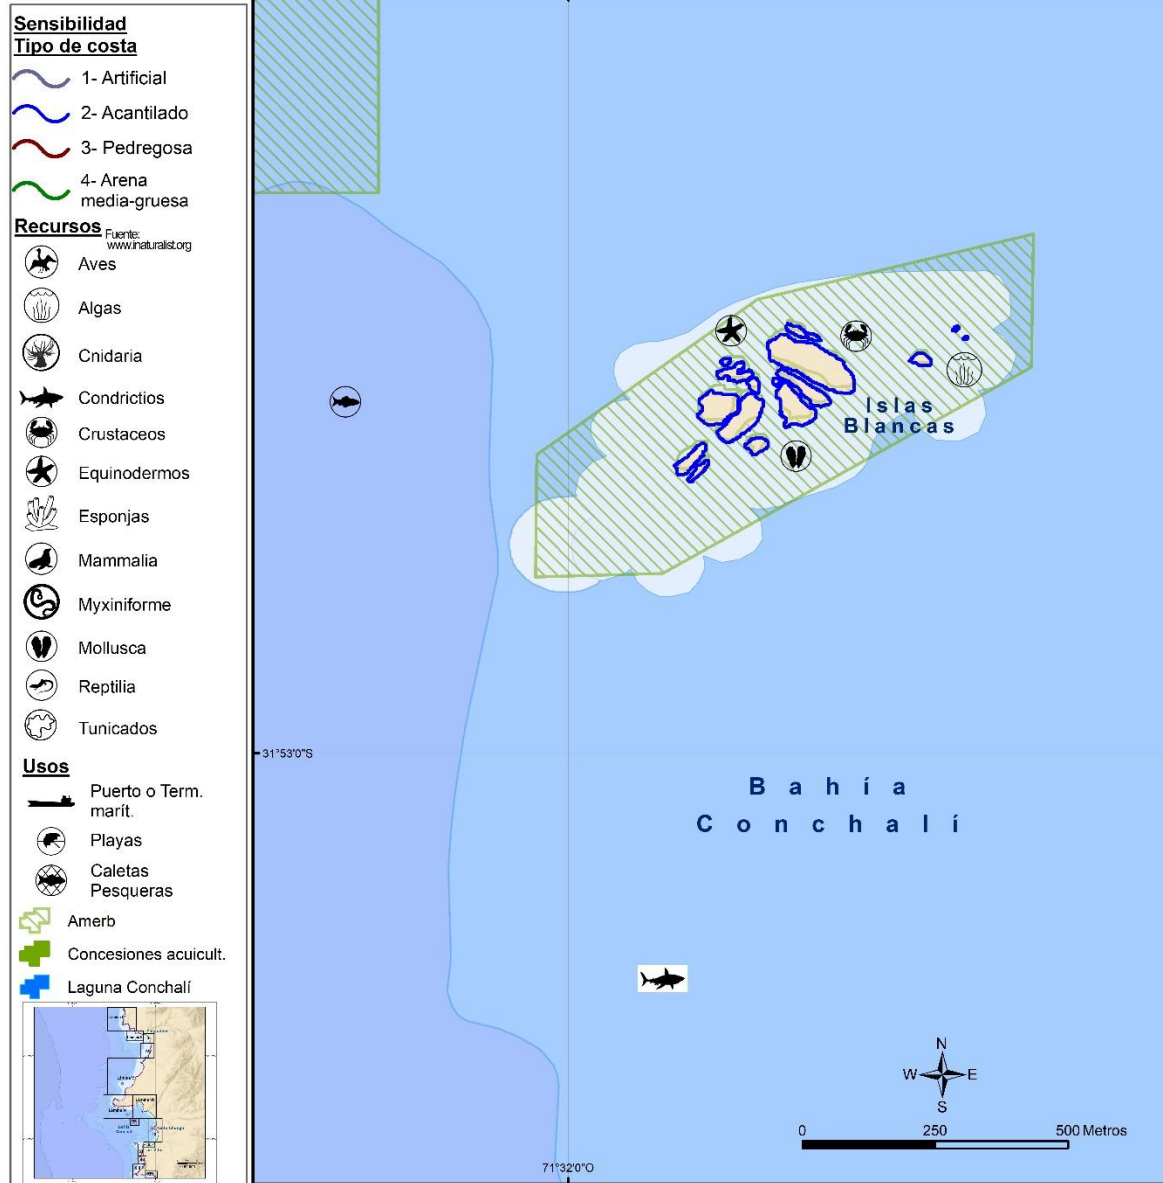 Sensibilidad
Tipo de costa
1- Artificial
2- Acantilado
3- Pedregosa
4- Arena
media-gruesa
Recursos Fuente:
www.inaturalist.org
Aves
Algas
Cnidaria
Condrictios
Crustaceos
Equinodermos
Esponjas
Mammalia
Myxiniforme
Mollusca
Reptilia
Tunicados
Usos
Puerto o Term.
marít.
Playas
Caletas
Pesqueras
Amerb
Concesiones acuicult.
Laguna Conchalí
Islas
Blancas
31°53'0"S
Bahía
Conchalí
N
W E
S
0 250 500 Metros
71°32'0"O